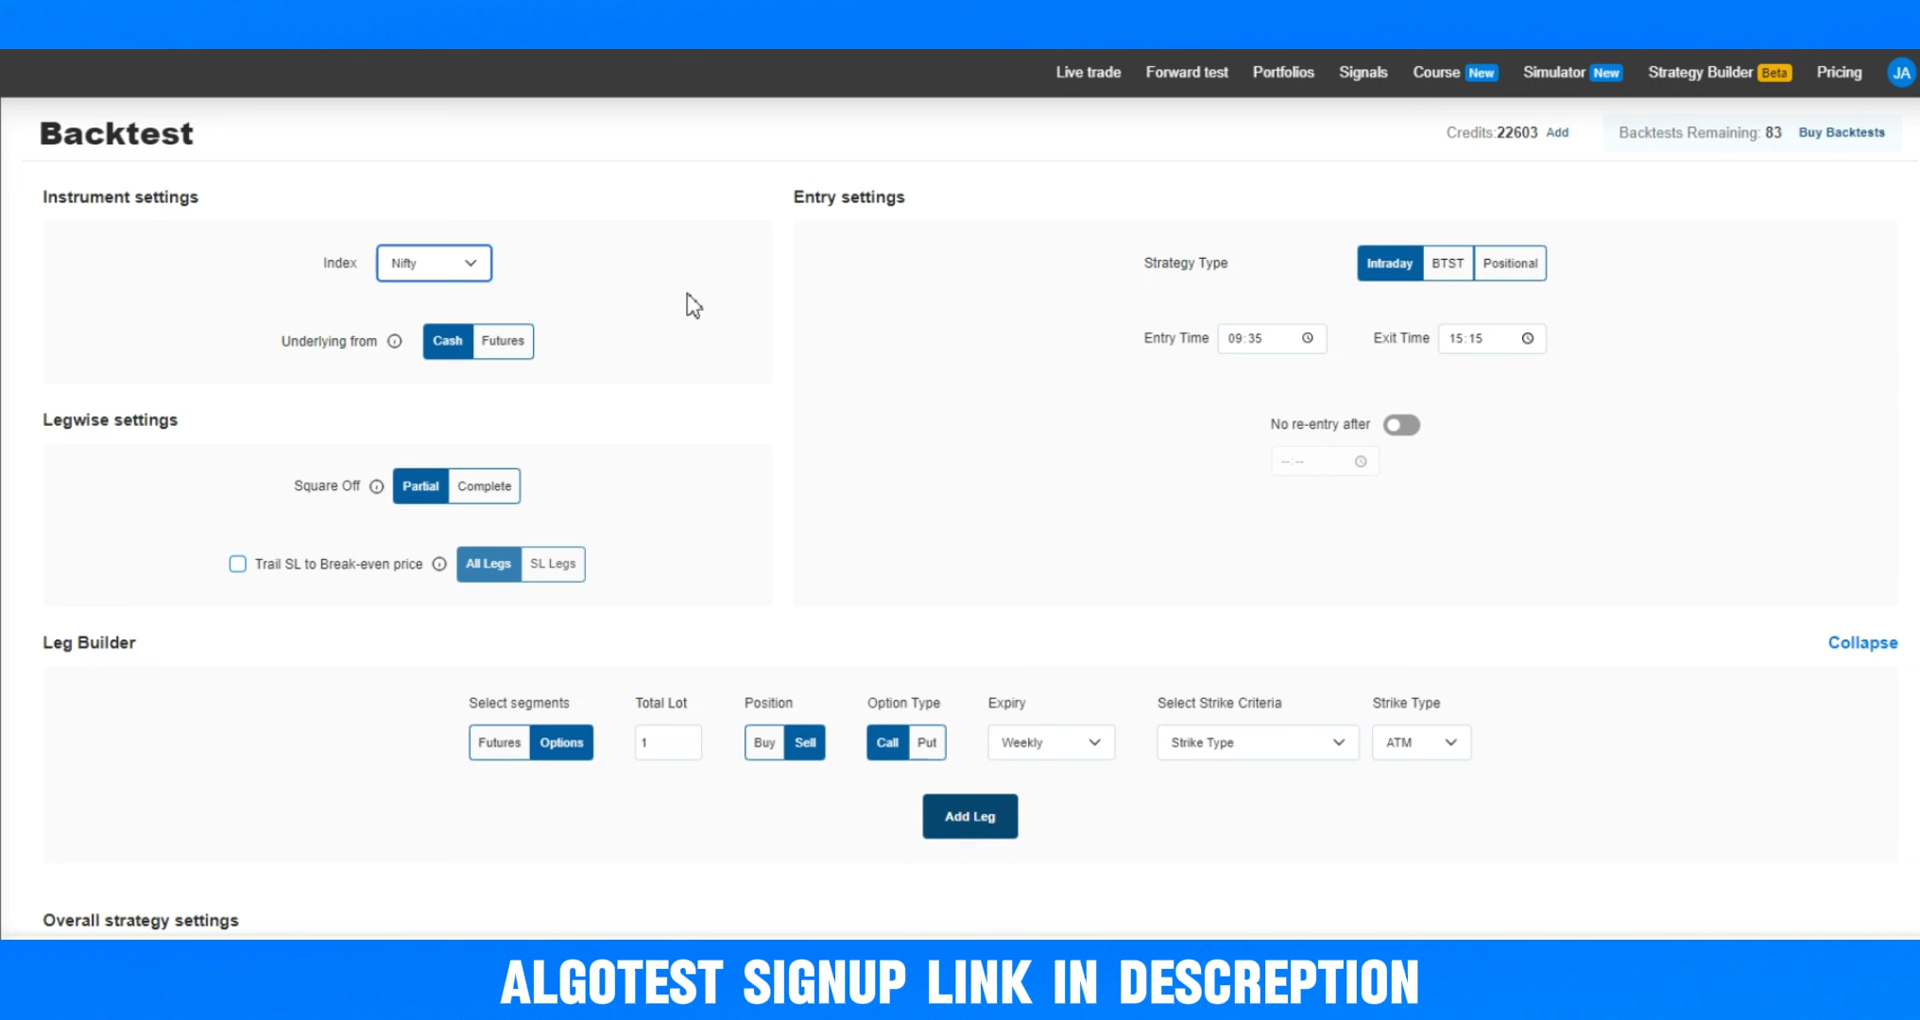 Live trade Forward test Portfolios Signals Course New Simulator New Strategy Builder Beta Pricing JA
Backtest
Credits:22603 Add Backtests Remaining: 83 Buy Backtests
Instrument settings
Index Nifty
Underlying from Cash Futures
Entry settings
Strategy Type Intraday BTST Positional
Entry Time 09:35 Exit Time 15:15
No re-entry after
--:--
Legwise settings
Square Off Partial Complete
Trail SL to Break-even price All Legs SL Legs
Leg Builder Collapse
Select segments Total Lot Position Option Type Expiry Select Strike Criteria Strike Type
Futures Options 1 Buy Sell Call Put Weekly Strike Type ATM
Add Leg
Overall strategy settings
ALGOTEST SIGNUP LINK IN DESCREPTION